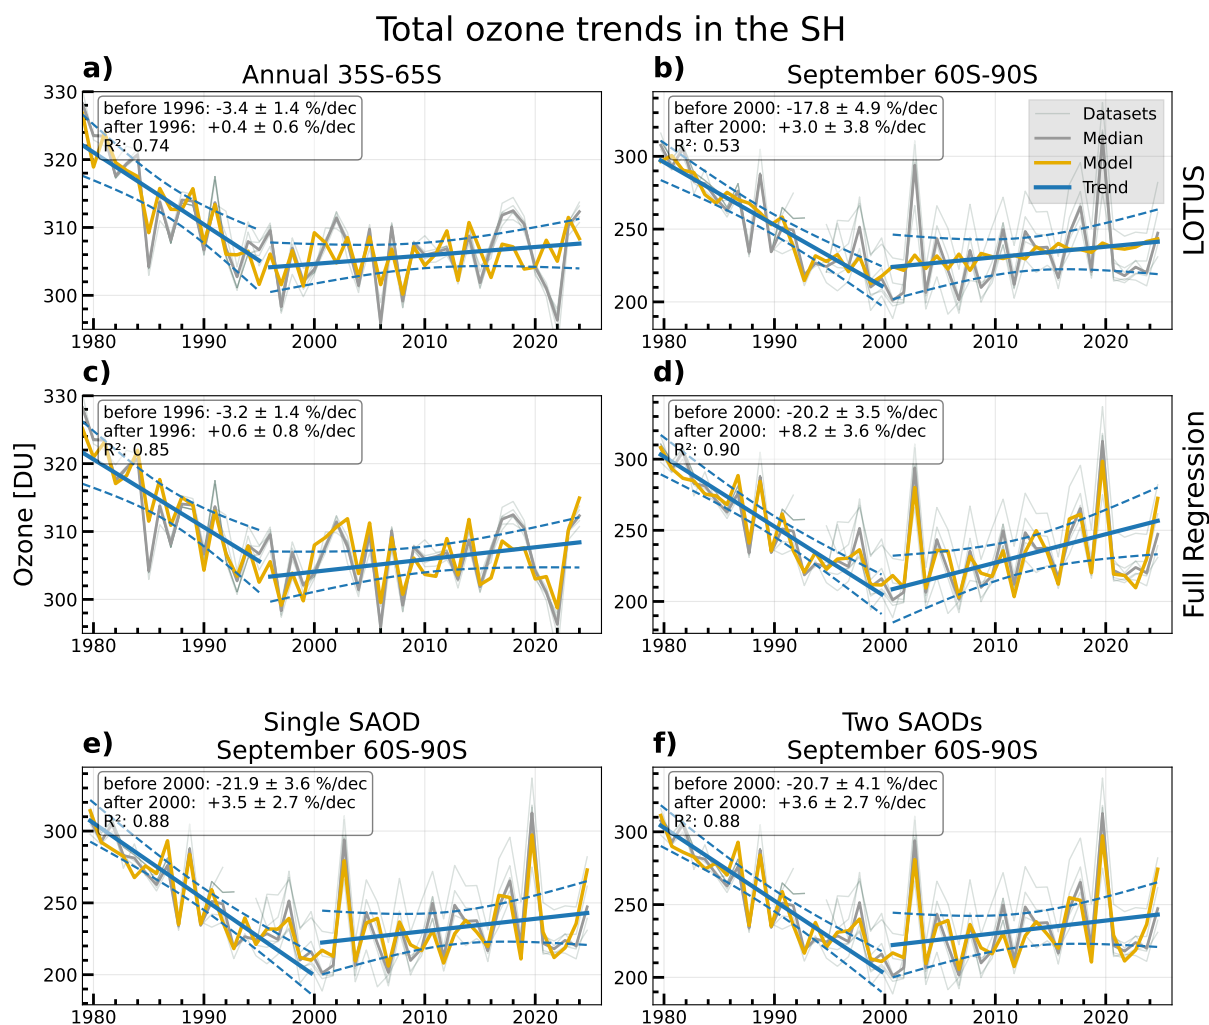 Total ozone trends in the SH
a)
Annual 35S-65S
before 1996: -3.4 ± 1.4 %/dec
after 1996: +0.4 ± 0.6 %/dec
R²: 0.74
330
320
310
300
1980
1990
2000
2010
2020
b)
September 60S-90S
before 2000: -17.8 ± 4.9 %/dec
after 2000: +3.0 ± 3.8 %/dec
R²: 0.53
Datasets
Median
Model
Trend
300
250
200
1980
1990
2000
2010
2020
LOTUS
c)
before 1996: -3.2 ± 1.4 %/dec
after 1996: +0.6 ± 0.8 %/dec
R²: 0.85
330
320
310
300
1980
1990
2000
2010
2020
Ozone [DU]
d)
before 2000: -20.2 ± 3.5 %/dec
after 2000: +8.2 ± 3.6 %/dec
R²: 0.90
300
250
200
1980
1990
2000
2010
2020
Full Regression
e)
Single SAOD
September 60S-90S
before 2000: -21.9 ± 3.6 %/dec
after 2000: +3.5 ± 2.7 %/dec
R²: 0.88
300
250
200
1980
1990
2000
2010
2020
f)
Two SAODs
September 60S-90S
before 2000: -20.7 ± 4.1 %/dec
after 2000: +3.6 ± 2.7 %/dec
R²: 0.88
300
250
200
1980
1990
2000
2010
2020